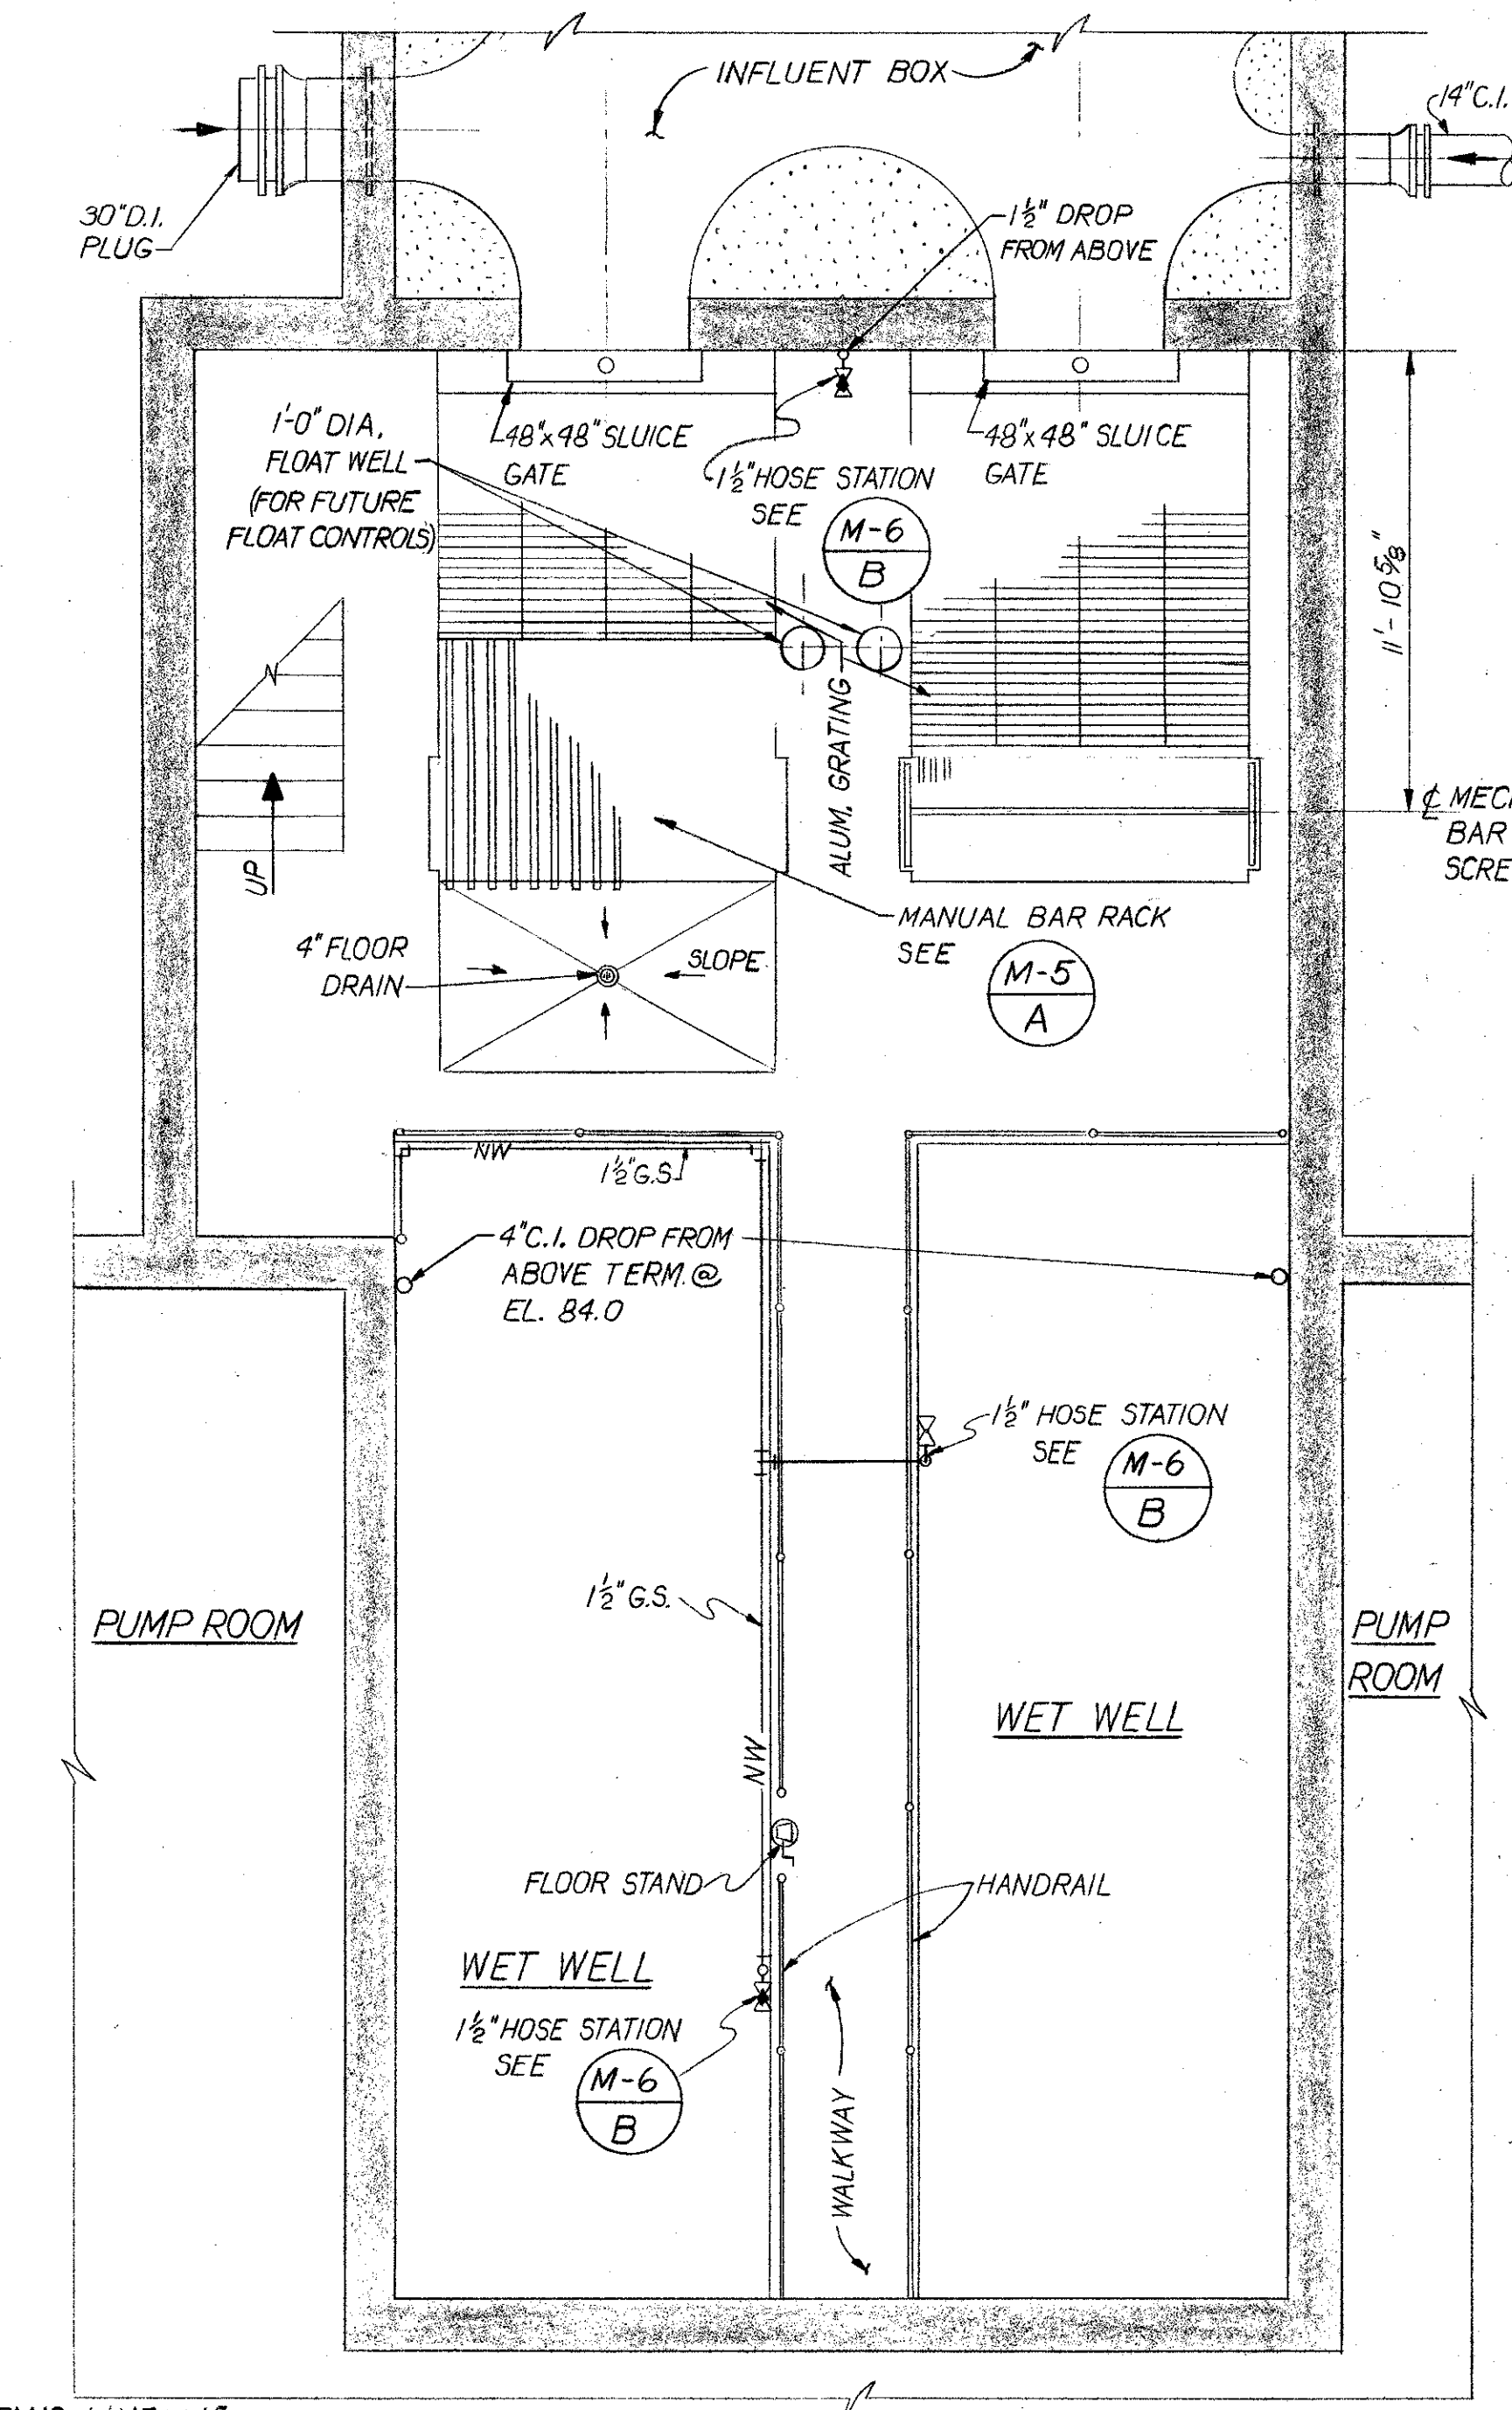 INFLUENT BOX
14"C.I.
30"D.I.
PLUG
1½" DROP
FROM ABOVE
1'-0" DIA.
FLOAT WELL
(FOR FUTURE
FLOAT CONTROLS)
48"x48" SLUICE
GATE
1½" HOSE STATION
SEE
M-6
B
48"x48" SLUICE
GATE
11'-10⅝"
ALUM. GRATING
UP
℄ MECH
BAR
SCRE
MANUAL BAR RACK
SEE
M-5
A
4" FLOOR
DRAIN
SLOPE
NW
1½" G.S.
4" C.I. DROP FROM
ABOVE TERM. @
EL. 84.0
1½" HOSE STATION
SEE
M-6
B
1½" G.S.
PUMP ROOM
PUMP
ROOM
WET WELL
NW
FLOOR STAND
HANDRAIL
WET WELL
1½" HOSE STATION
SEE
M-6
B
WALKWAY